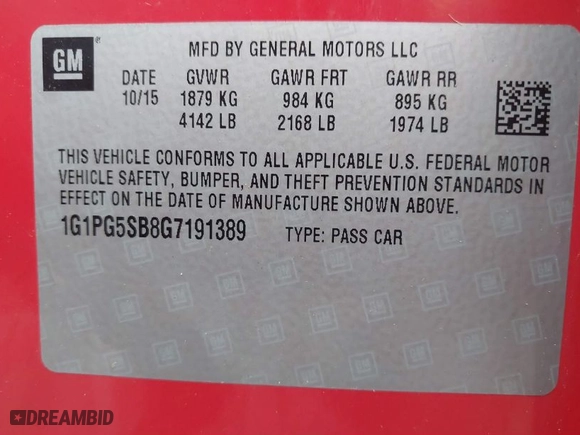 GM
MFD BY GENERAL MOTORS LLC
DATE GVWR GAWR FRT GAWR RR
10/15 1879 KG 984 KG 895 KG
4142 LB 2168 LB 1974 LB
THIS VEHICLE CONFORMS TO ALL APPLICABLE U.S. FEDERAL MOTOR
VEHICLE SAFETY, BUMPER, AND THEFT PREVENTION STANDARDS IN
EFFECT ON THE DATE OF MANUFACTURE SHOWN ABOVE.
1G1PG5SB8G7191389 TYPE: PASS CAR
DREAMBID